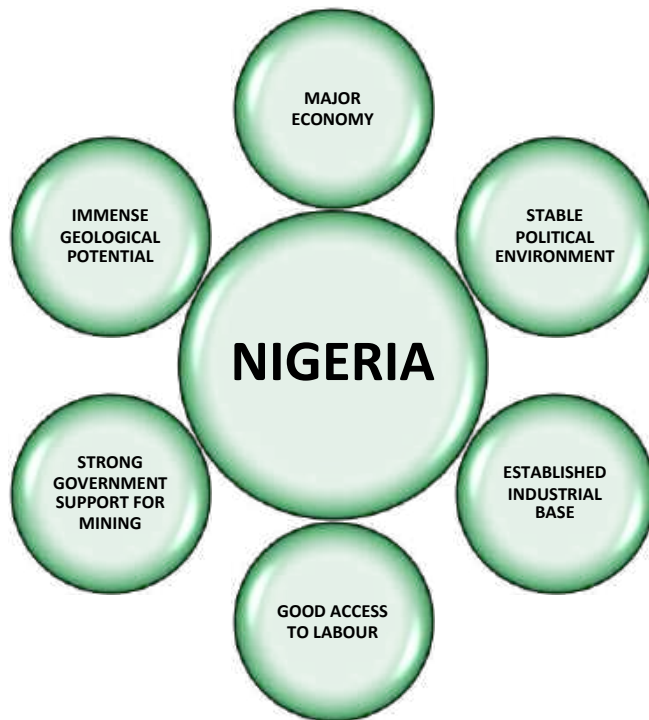 MAJOR
ECONOMY
IMMENSE
GEOLOGICAL
POTENTIAL
STABLE
POLITICAL
ENVIRONMENT
NIGERIA
STRONG
GOVERNMENT
SUPPORT FOR
MINING
ESTABLISHED
INDUSTRIAL
BASE
GOOD ACCESS
TO LABOUR